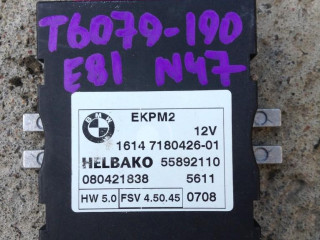 T6079-190
E81 N47
BMW
EKPM2
12V
1614 7180426-01
HELBAKO 55892110
080421838 5611
HW 5.0 FSV 4.50.45 0708